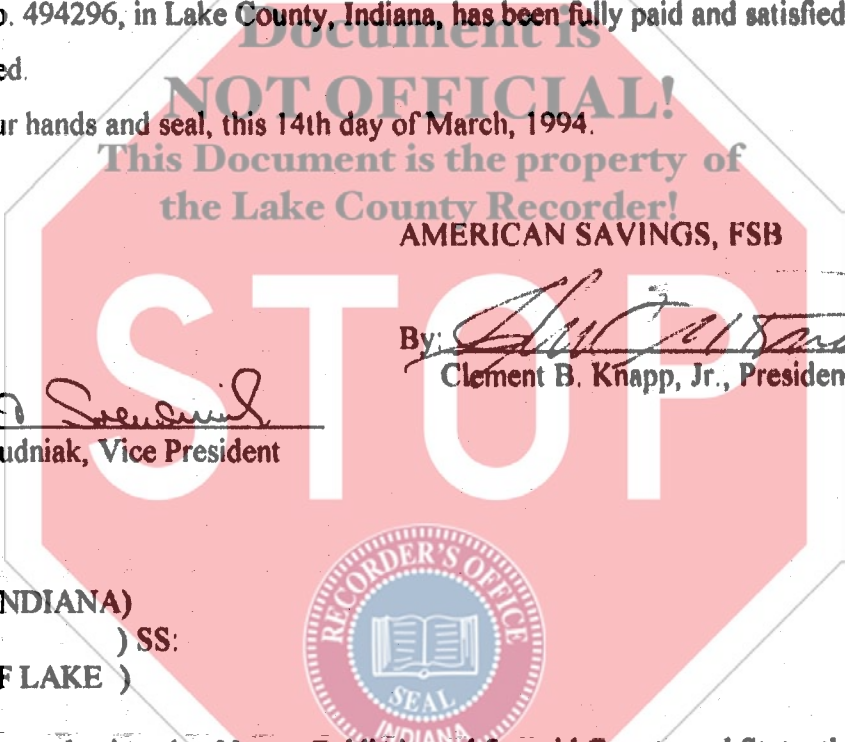 o. 494296, in Lake County, Indiana, has been fully paid and satisfied
Document is
ed.
NOT OFFICIAL!
ur hands and seal, this 14th day of March, 1994.
This Document is the property of
the Lake County Recorder!
AMERICAN SAVINGS, FSB
STOP
By:
Clement B. Knapp, Jr., Presiden
udniak, Vice President
RECORDER'S OFFICE
NDIANA)
) SS:
F LAKE )
SEAL
INDIANA